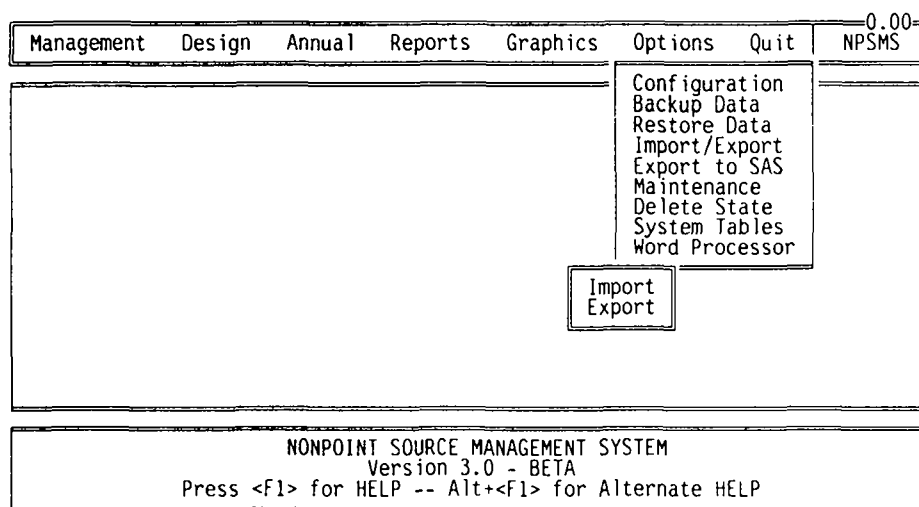 0.00
Management Design Annual Reports Graphics Options Quit NPSMS
Configuration
Backup Data
Restore Data
Import/Export
Export to SAS
Maintenance
Delete State
System Tables
Word Processor
Import
Export
NONPOINT SOURCE MANAGEMENT SYSTEM
Version 3.0 - BETA
Press <F1> for HELP -- Alt+<F1> for Alternate HELP